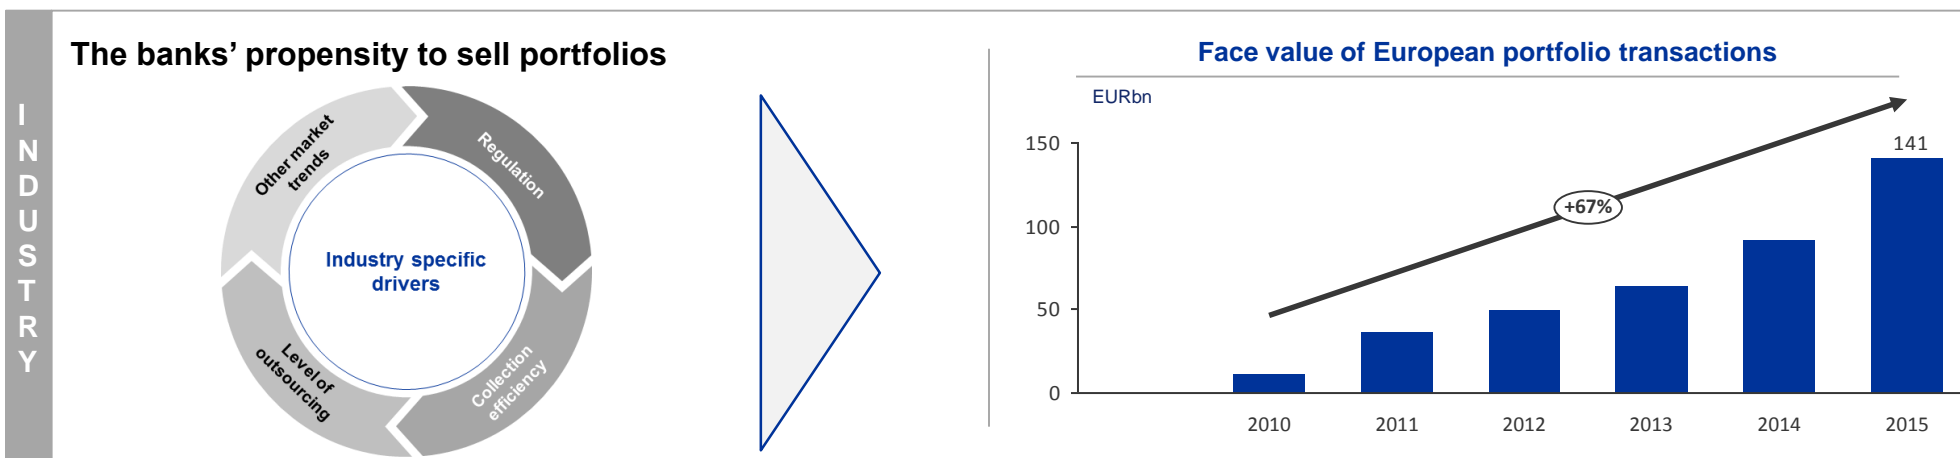 INDUSTRY
The banks’ propensity to sell portfolios
Other market
trends
Regulation
Industry specific
drivers
Level of
outsourcing
Collection
efficiency
Face value of European portfolio transactions
EURbn
150
100
50
0
+67%
141
2010 2011 2012 2013 2014 2015